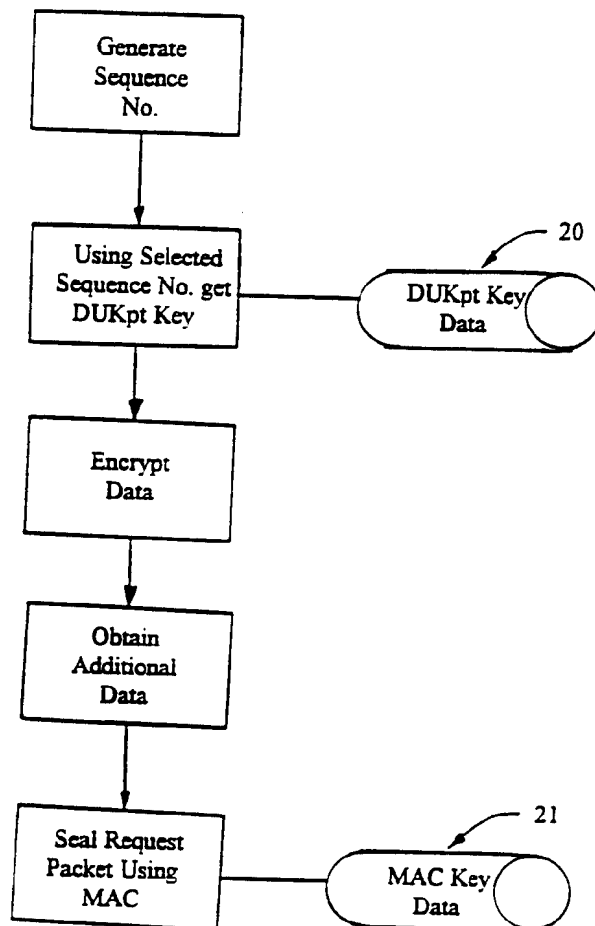 Generate
Sequence
No.
Using Selected
Sequence No. get
DUKpt Key
20
DUKpt Key
Data
Encrypt
Data
Obtain
Additional
Data
Seal Request
Packet Using
MAC
21
MAC Key
Data